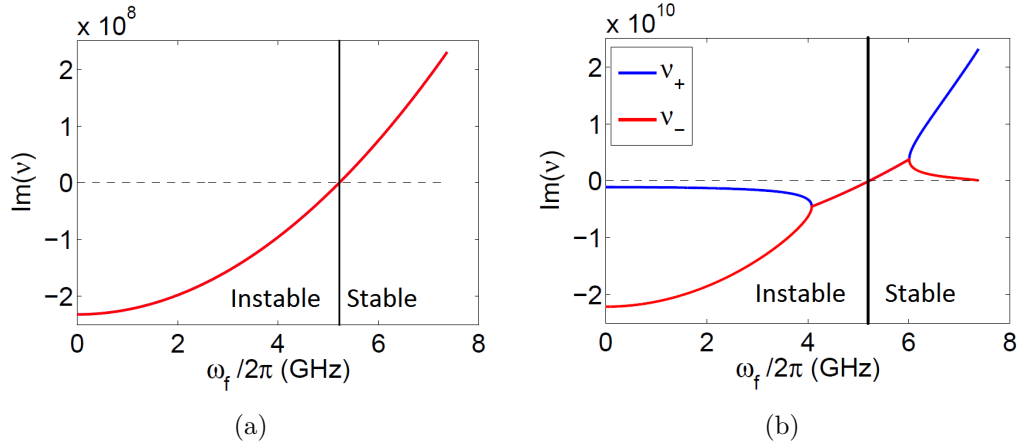 x 10^8
2
1
0
−1
−2
Im(ν)
Instable
Stable
0
2
4
6
8
ω_f /2π (GHz)
(a)
x 10^10
2
1
0
−1
−2
Im(ν)
ν_+
ν_−
Instable
Stable
0
2
4
6
8
ω_f /2π (GHz)
(b)